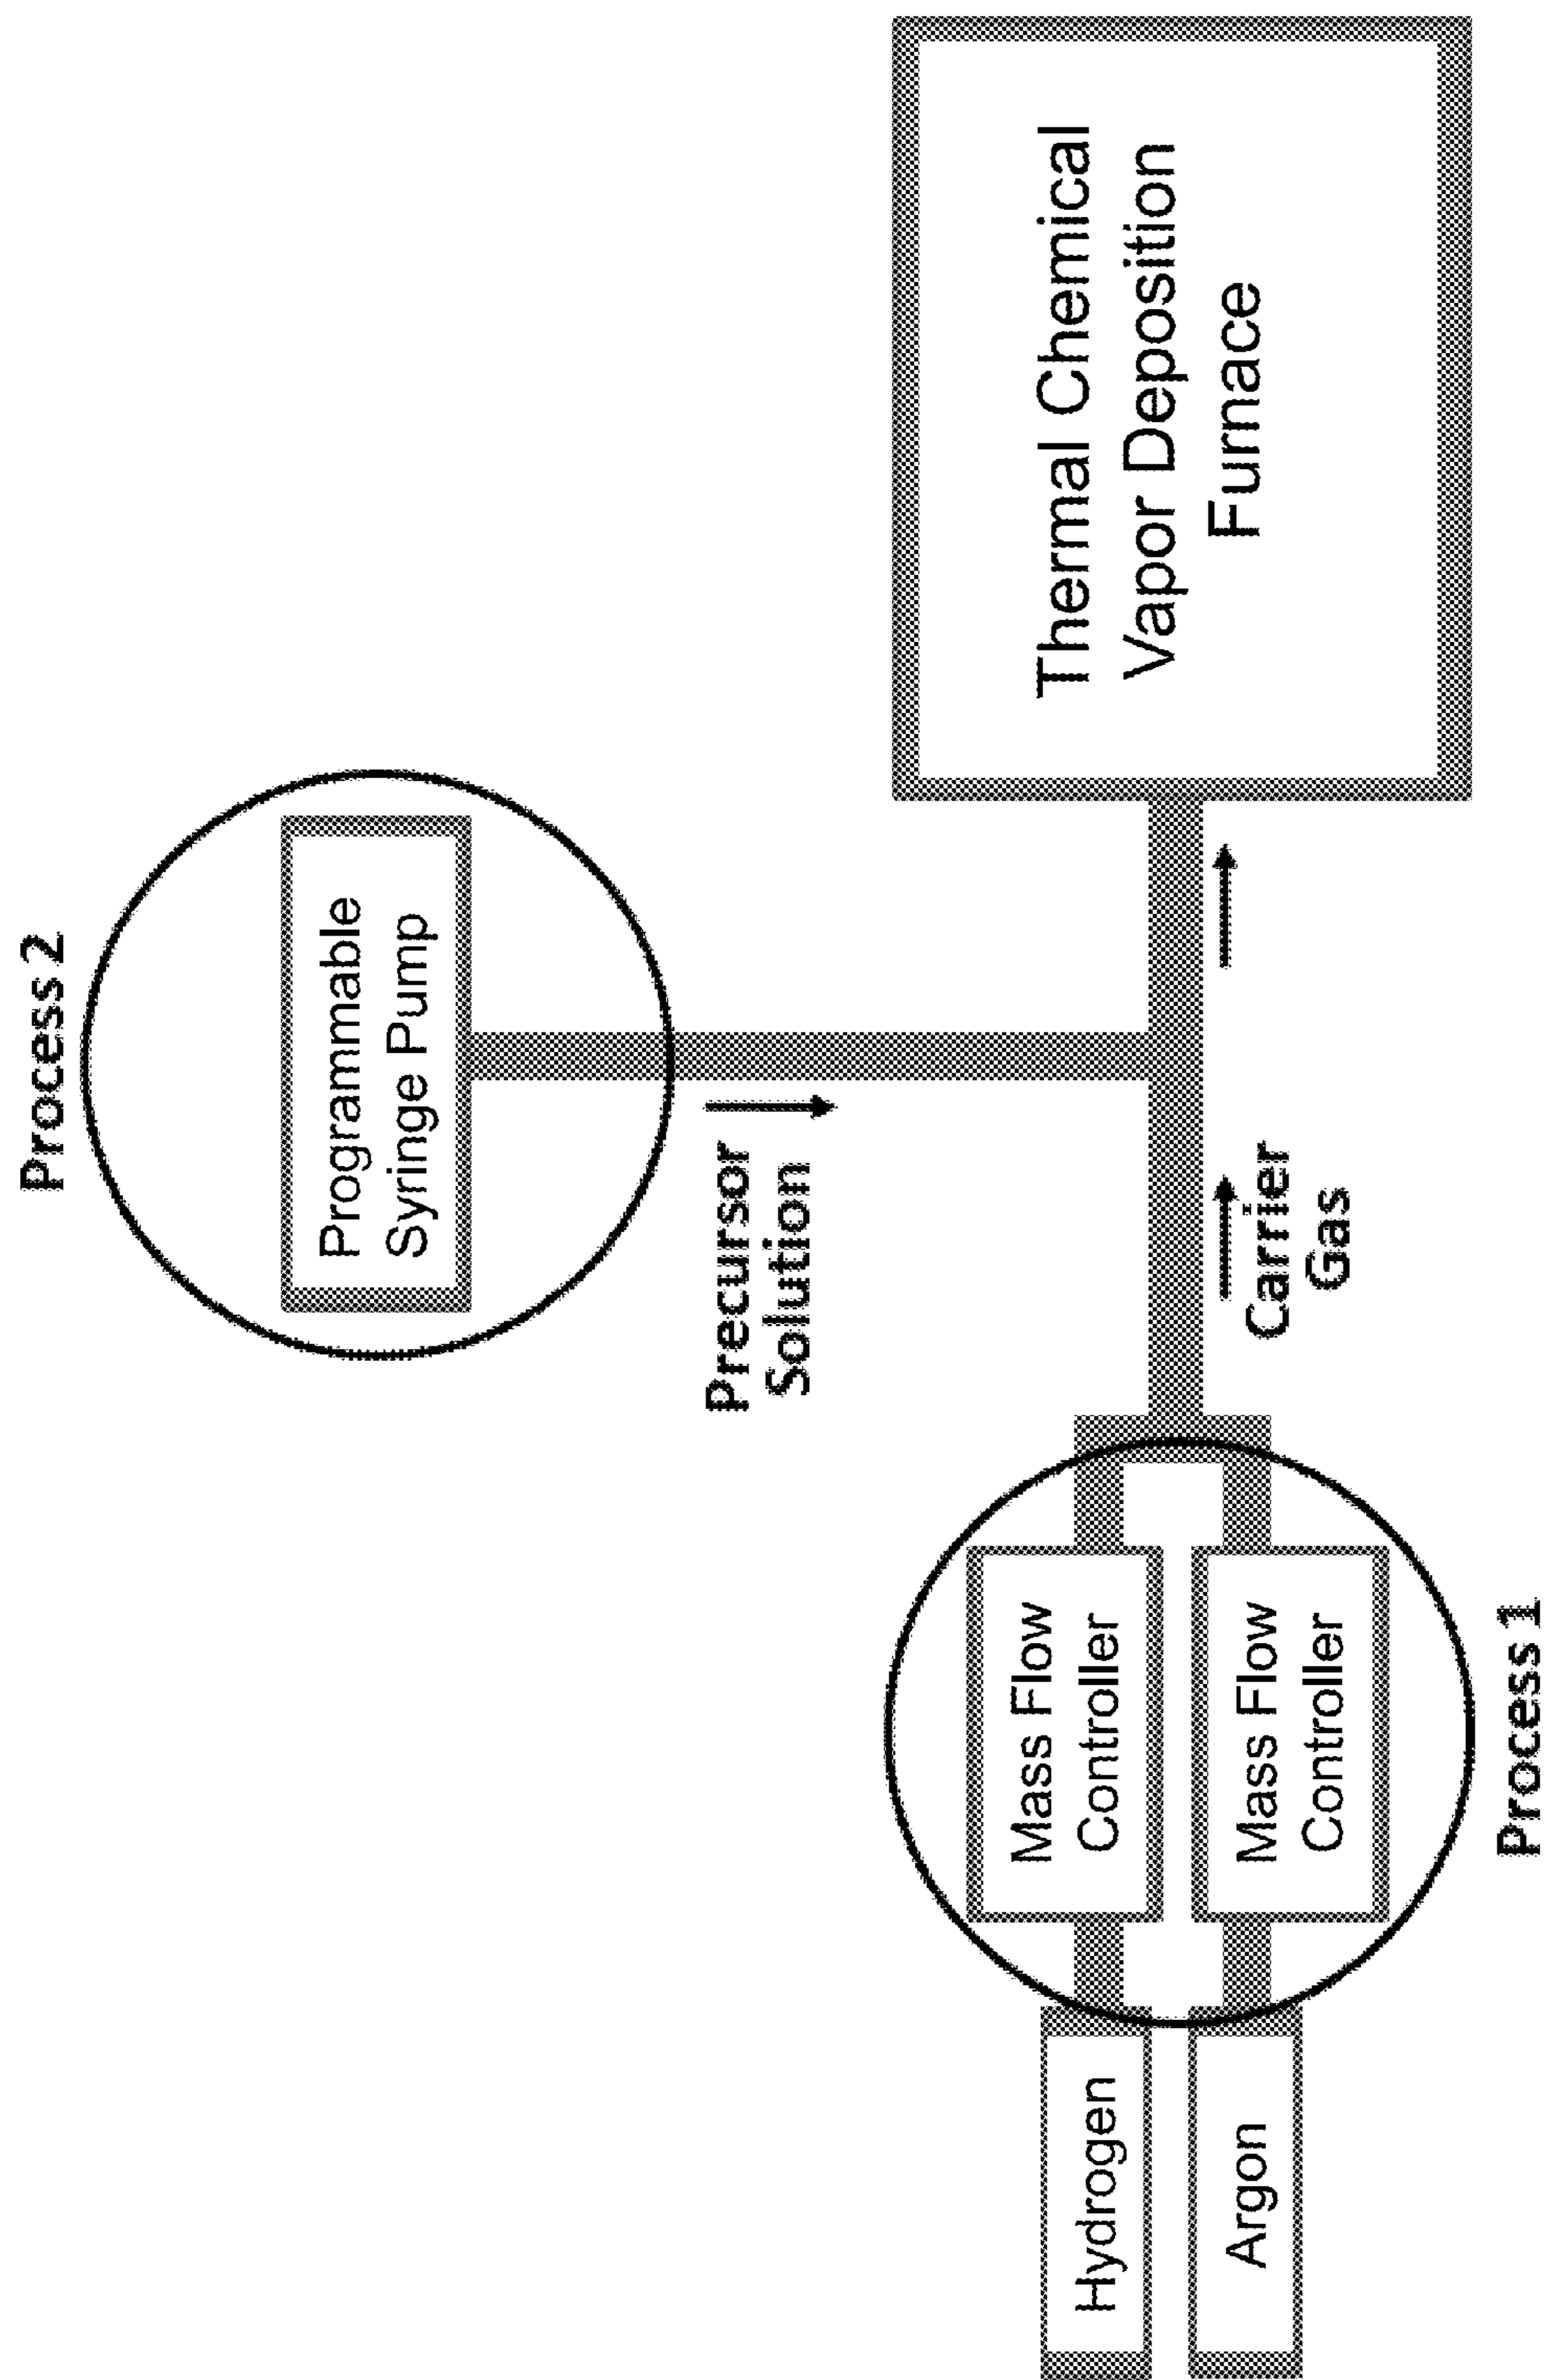 Process 2
Programmable
Syringe Pump
Precursor
Solution
Thermal Chemical
Vapor Deposition
Furnace
Hydrogen
Mass Flow
Controller
Argon
Mass Flow
Controller
Carrier
Gas
Process 1